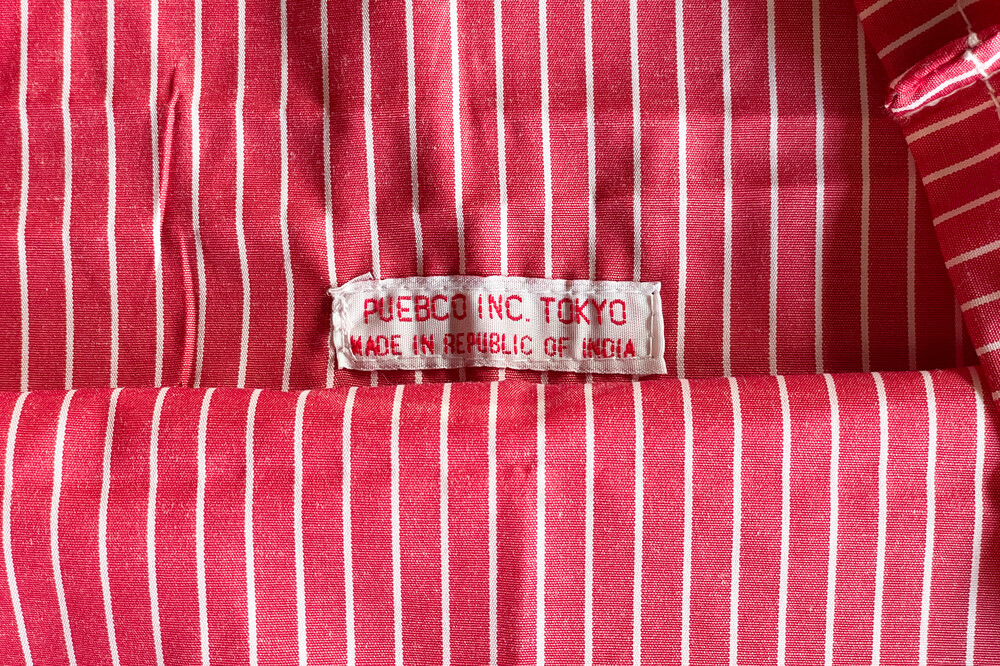 PUEBCO INC. TOKYO
MADE IN REPUBLIC OF INDIA